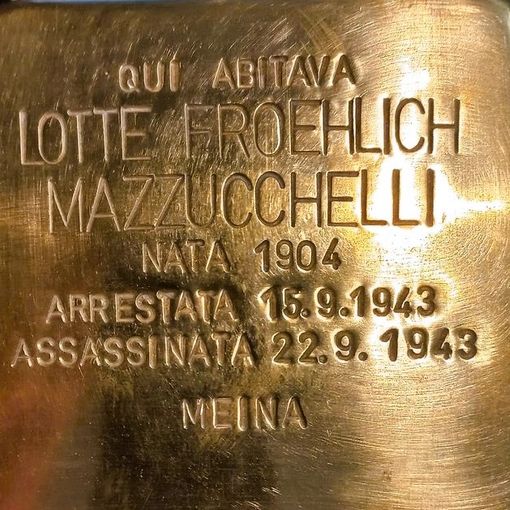 QUI ABITAVA
LOTTE FROEHLICH
MAZZUCCHELLI
NATA 1904
ARRESTATA 15.9.1943
ASSASSINATA 22.9.1943
MEINA